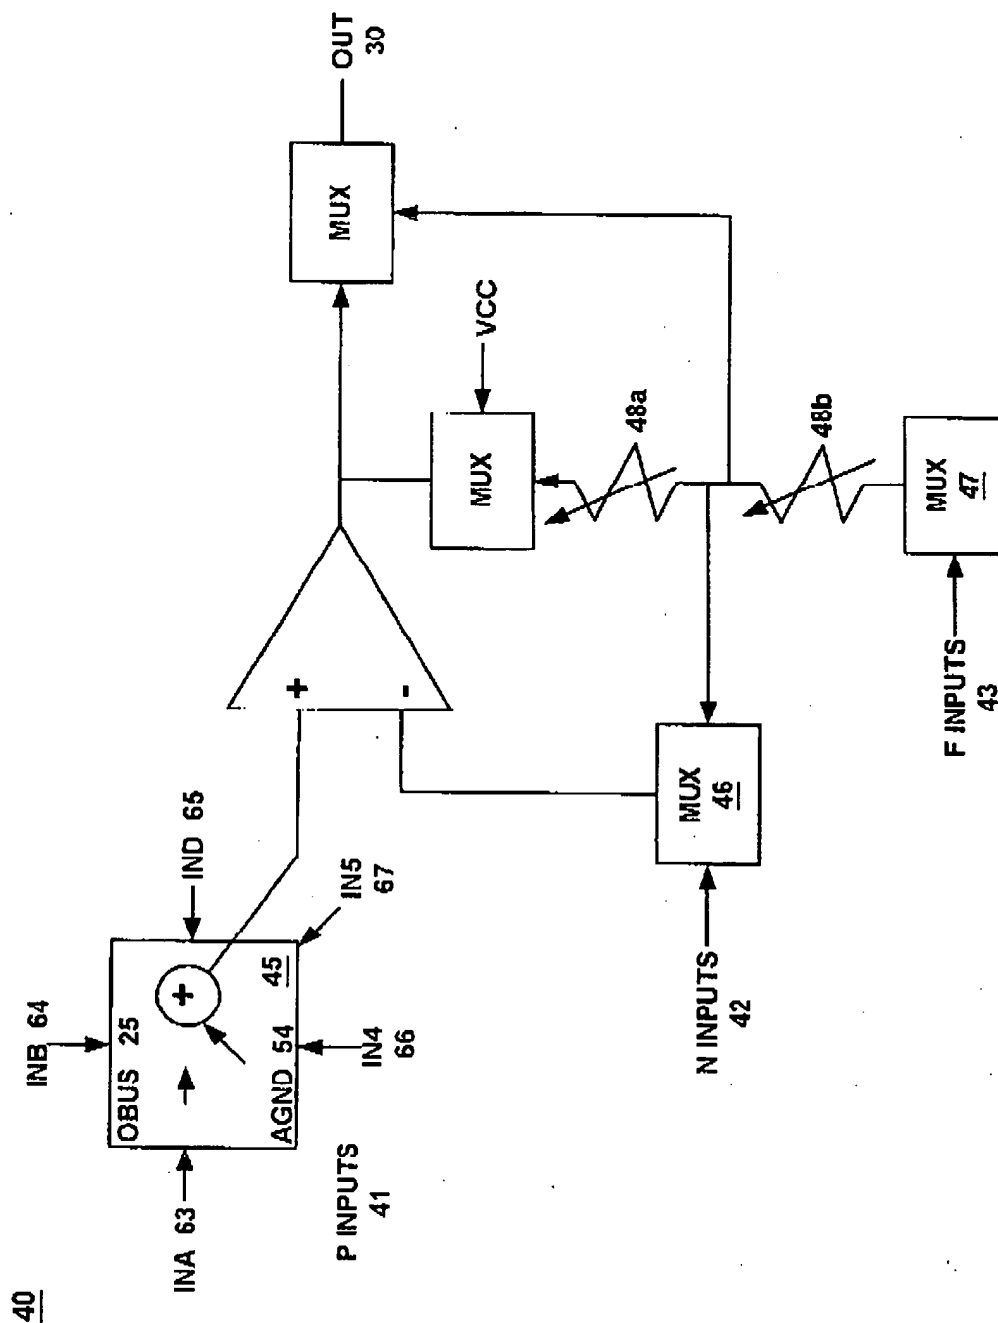 40
INB 64
OBUS 25
IND 65
INA 63
+
45
AGND 54
IN5
67
IN4
66
P INPUTS
41
+
-
MUX
OUT
30
MUX
VCC
48a
48b
N INPUTS
42
MUX
46
F INPUTS
43
MUX
47